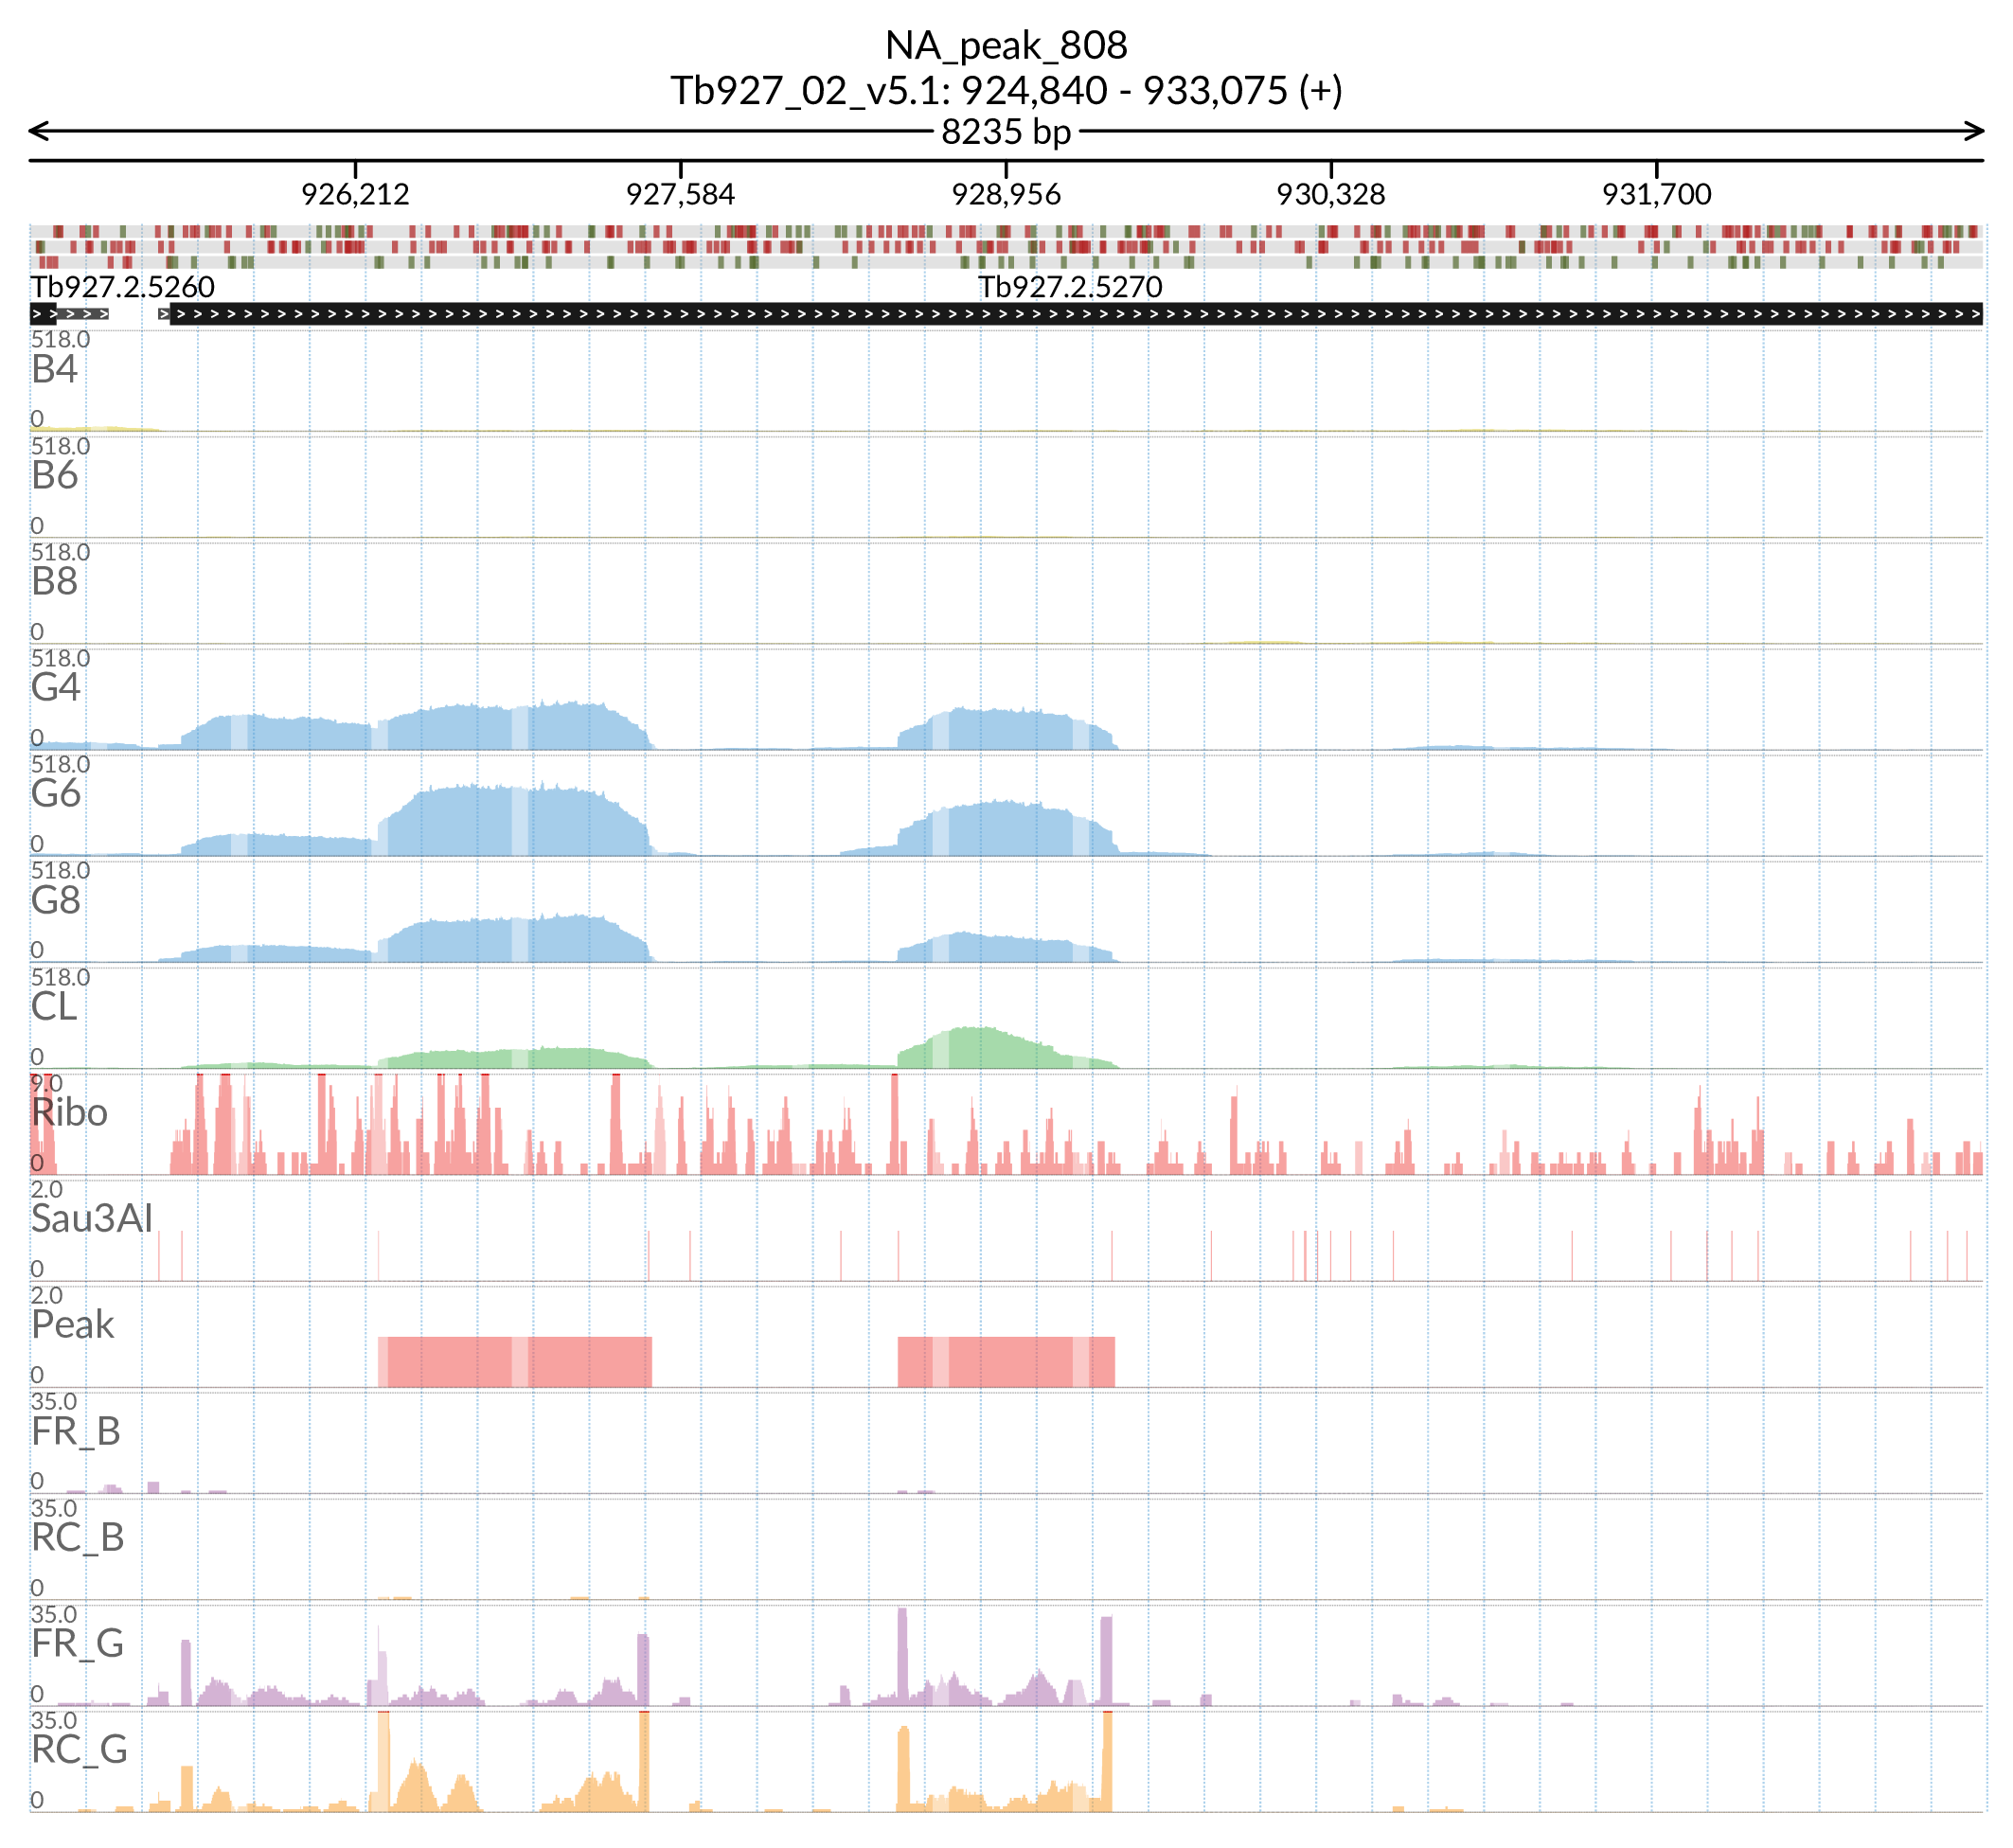 NA_peak_808
Tb927_02_v5.1: 924,840 - 933,075 (+)
8235 bp
926,212 927,584 928,956 930,328 931,700
Tb927.2.5260 Tb927.2.5270
518.0
B4
0
518.0
B6
0
518.0
B8
0
518.0
G4
0
518.0
G6
0
518.0
G8
0
518.0
CL
0
9.0
Ribo
0
2.0
Sau3AI
0
2.0
Peak
0
35.0
FR_B
0
35.0
RC_B
0
35.0
FR_G
0
35.0
RC_G
0